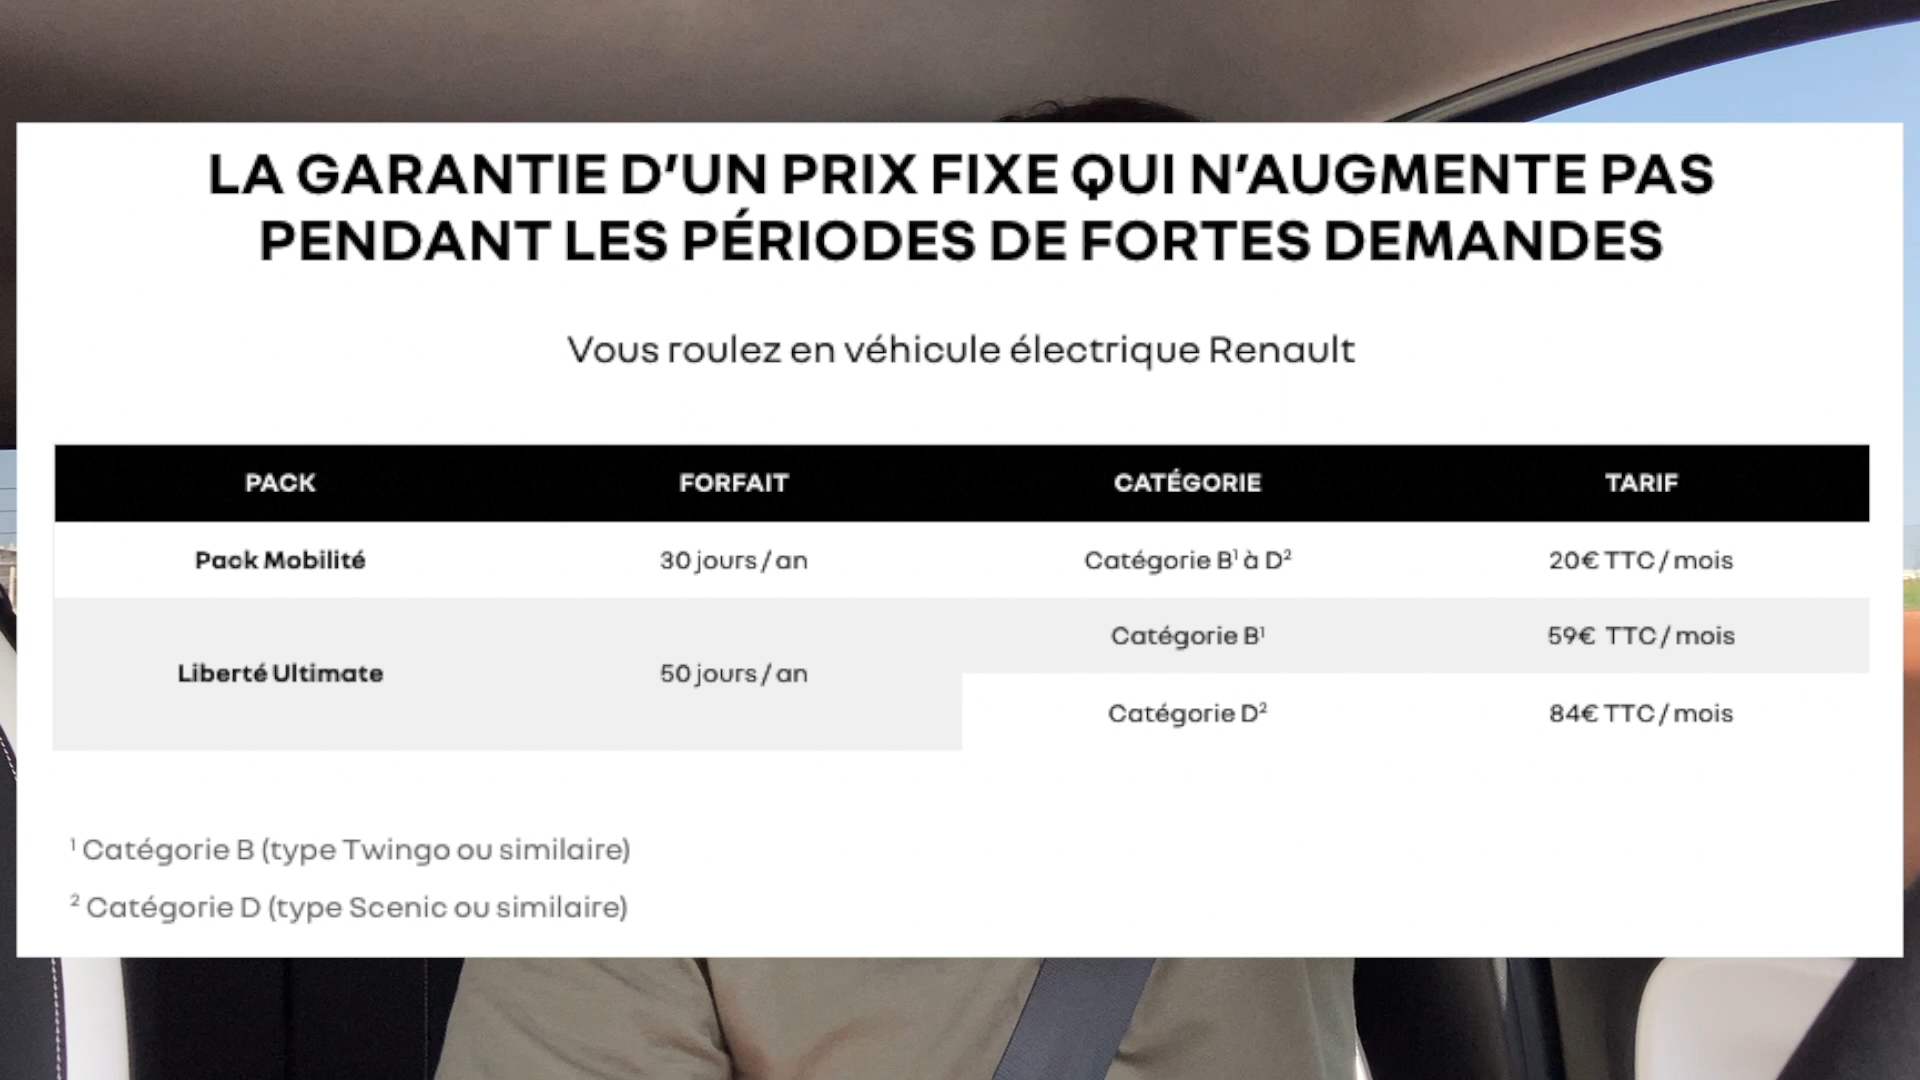 LA GARANTIE D'UN PRIX FIXE QUI N'AUGMENTE PAS
PENDANT LES PÉRIODES DE FORTES DEMANDES
Vous roulez en véhicule électrique Renault
PACK FORFAIT CATÉGORIE TARIF
Pack Mobilité 30 jours / an Catégorie B¹ à D² 20€ TTC / mois
Catégorie B¹ 59€ TTC / mois
Liberté Ultimate 50 jours / an
Catégorie D² 84€ TTC / mois
¹ Catégorie B (type Twingo ou similaire)
² Catégorie D (type Scenic ou similaire)